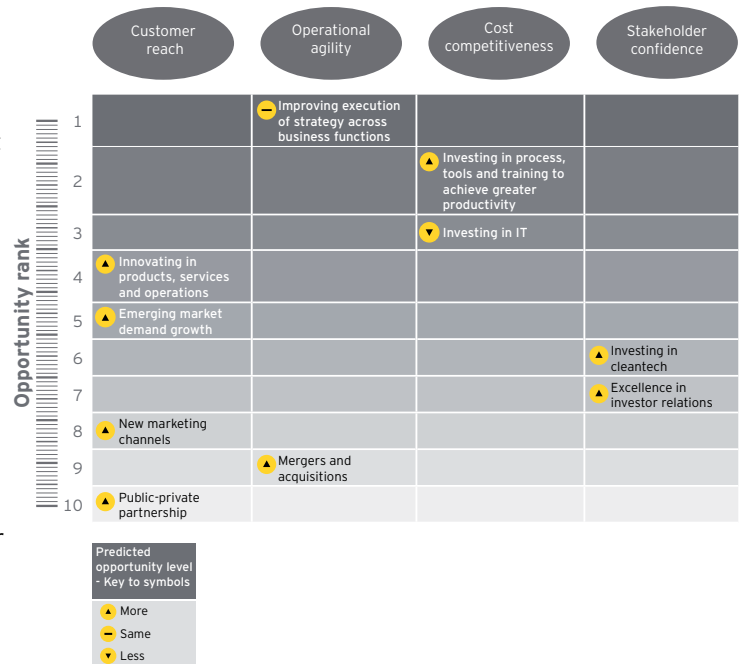 Customer
reach
Operational
agility
Cost
competitiveness
Stakeholder
confidence
Opportunity rank
1
Improving execution
of strategy across
business functions
2
Investing in process,
tools and training to
achieve greater
productivity
3
Investing in IT
4
Innovating in
products, services
and operations
5
Emerging market
demand growth
6
Investing in
cleantech
7
Excellence in
investor relations
8
New marketing
channels
9
Mergers and
acquisitions
10
Public-private
partnership
Predicted
opportunity level
- Key to symbols
More
Same
Less